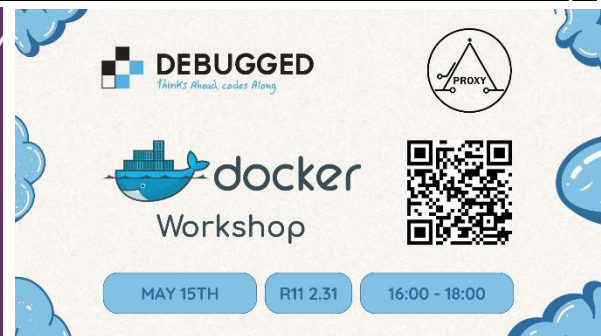 DEBUGGED
Thinks Ahead, codes Along
PROXY
docker
Workshop
MAY 15TH
R11 2.31
16:00 - 18:00